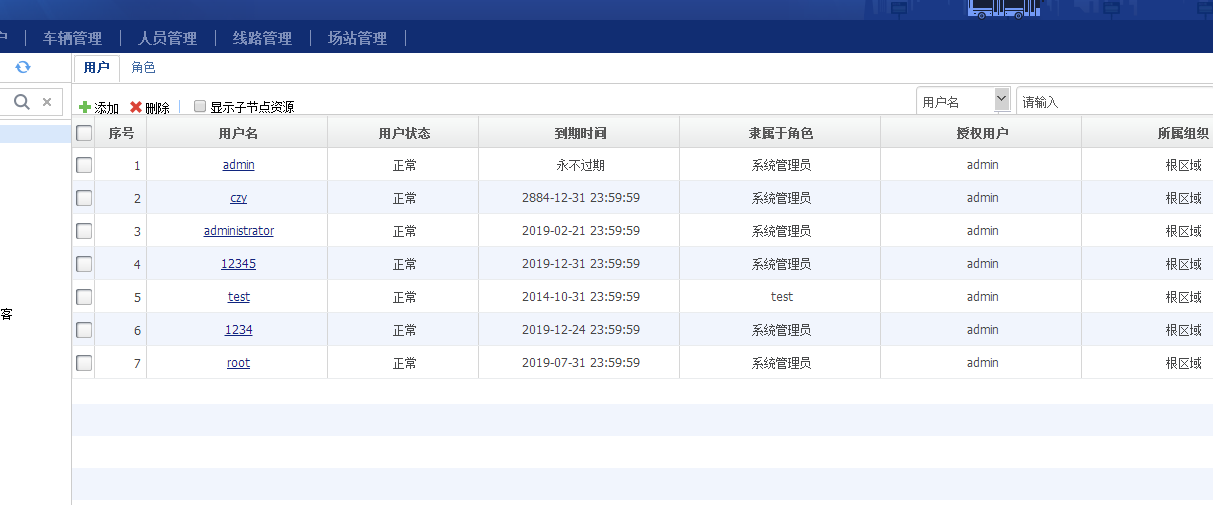 车辆管理 人员管理 线路管理 场站管理
用户 角色
添加 删除 显示子节点资源 用户名 请输入
序号 用户名 用户状态 到期时间 隶属于角色 授权用户 所属组织
1 admin 正常 永不过期 系统管理员 admin 根区域
2 czy 正常 2884-12-31 23:59:59 系统管理员 admin 根区域
3 administrator 正常 2019-02-21 23:59:59 系统管理员 admin 根区域
4 12345 正常 2019-12-31 23:59:59 系统管理员 admin 根区域
5 test 正常 2014-10-31 23:59:59 test admin 根区域
客
6 1234 正常 2019-12-24 23:59:59 系统管理员 admin 根区域
7 root 正常 2019-07-31 23:59:59 系统管理员 admin 根区域